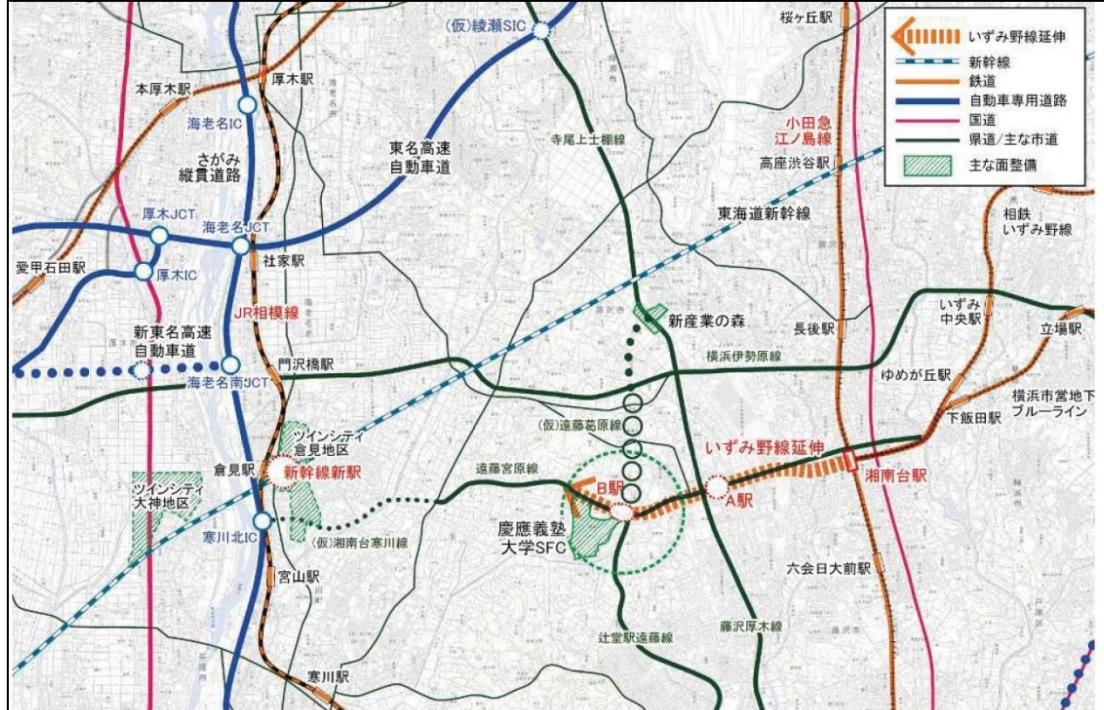 (仮)綾瀬SIC
桜ヶ丘駅
いずみ野線延伸
新幹線
鉄道
自動車専用道路
国道
県道/主な市道
主な面整備
本厚木駅
厚木駅
海老名IC
さがみ
縦貫道路
東名高速
自動車道
寺尾上土棚線
小田急
江ノ島線
高座渋谷駅
東海道新幹線
相鉄
いずみ野線
厚木JCT
海老名JCT
愛甲石田駅
厚木IC
社家駅
JR相模線
新産業の森
長後駅
いずみ
中央駅
立場駅
新東名高速
自動車道
門沢橋駅
横浜伊勢原線
海老名南JCT
ゆめが丘駅
下飯田駅
横浜市営地下
ブルーライン
(仮)遠藤葛原線
いずみ野線延伸
ツインシティ
倉見地区
倉見駅
新幹線新駅
遠藤宮原線
B駅
A駅
湘南台駅
ツインシティ
大神地区
寒川北IC
(仮)湘南台寒川線
慶應義塾
大学SFC
宮山駅
六会日大前駅
辻堂駅遠藤線
藤沢厚木線
寒川駅